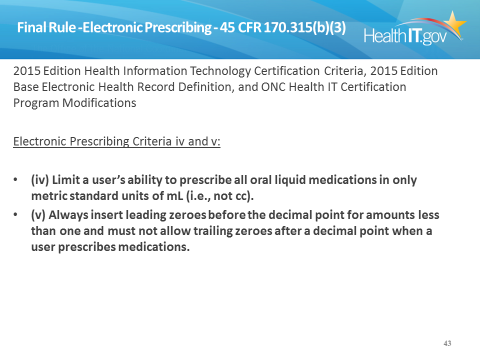 Final Rule -Electronic Prescribing - 45 CFR 170.315(b)(3)
HealthIT.gov
2015 Edition Health Information Technology Certification Criteria, 2015 Edition
Base Electronic Health Record Definition, and ONC Health IT Certification
Program Modifications
Electronic Prescribing Criteria iv and v:
• (iv) Limit a user’s ability to prescribe all oral liquid medications in only
metric standard units of mL (i.e., not cc).
• (v) Always insert leading zeroes before the decimal point for amounts less
than one and must not allow trailing zeroes after a decimal point when a
user prescribes medications.
43